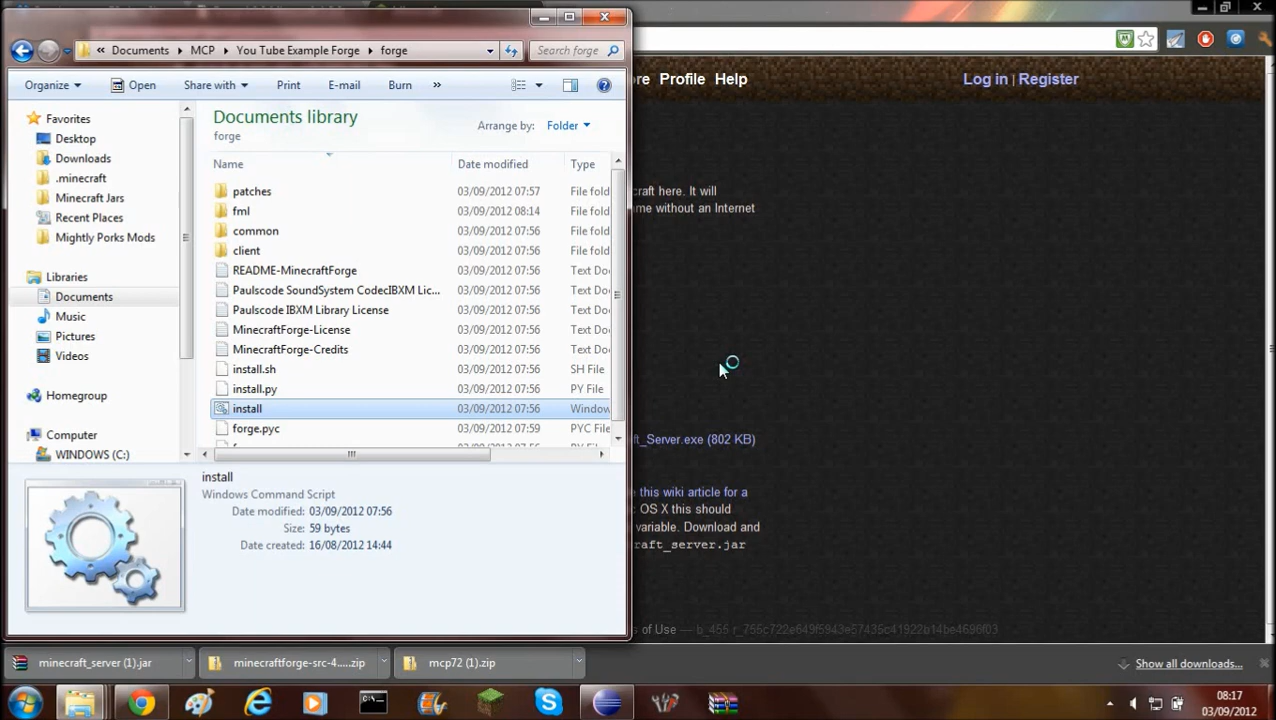 « Documents ▸ MCP ▸ You Tube Example Forge ▸ forge
Search forge
Organize
Open
Share with
Print
E-mail
Burn
»
Favorites
Desktop
Downloads
.minecraft
Minecraft Jars
Recent Places
Mightly Porks Mods
Libraries
Documents
Music
Pictures
Videos
Homegroup
Computer
WINDOWS (C:)
Documents library
forge
Arrange by: Folder
Name Date modified Type
patches 03/09/2012 07:57 File fold
fml 03/09/2012 08:14 File fold
common 03/09/2012 07:56 File fold
client 03/09/2012 07:56 File fold
README-MinecraftForge 03/09/2012 07:56 Text Doc
Paulscode SoundSystem CodecIBXM Lic... 03/09/2012 07:56 Text Doc
Paulscode IBXM Library License 03/09/2012 07:56 Text Doc
MinecraftForge-License 03/09/2012 07:56 Text Doc
MinecraftForge-Credits 03/09/2012 07:56 Text Doc
install.sh 03/09/2012 07:56 SH File
install.py 03/09/2012 07:56 PY File
install 03/09/2012 07:56 Window
forge.pyc 03/09/2012 07:59 PYC File
install
Windows Command Script
Date modified: 03/09/2012 07:56
Size: 59 bytes
Date created: 16/08/2012 14:44
ore Profile Help
Log in | Register
craft here. It will
me without an Internet
ft_Server.exe (802 KB)
this wiki article for a
OS X this should
variable. Download and
craft_server.jar
s of Use — b_455 r_755c722e649f5943e57435c41922b14be4696f03
minecraft_server (1).jar
minecraftforge-src-4.....zip
mcp72 (1).zip
Show all downloads...
08:17
03/09/2012